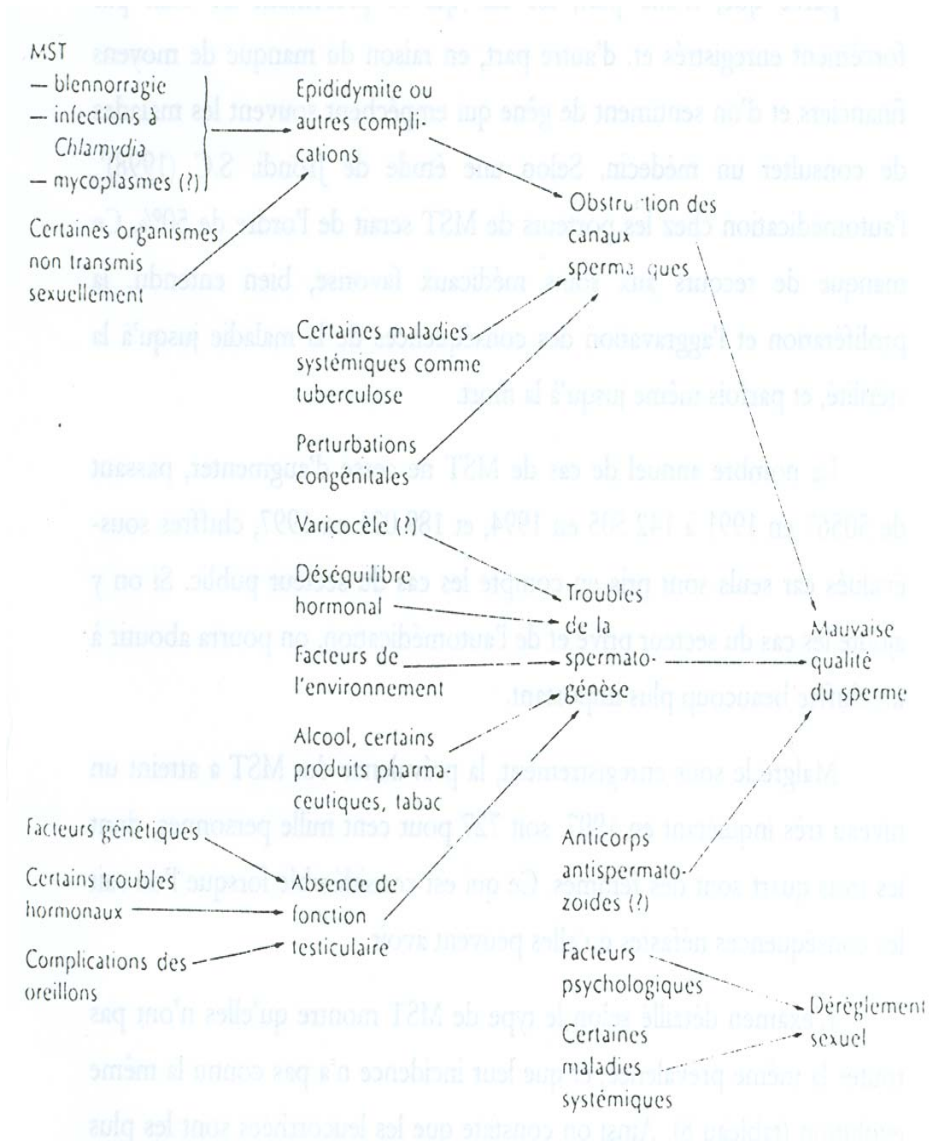 MST
— blennorragie
— infections à
Chlamydia
— mycoplasmes (?)
Certaines organismes
non transmis
sexuellement
Epididymite ou
autres compli-
cations
Obstru tion des
canaux
sperma ques
Certaines maladies
systémiques comme
tuberculose
Perturbations
congénitales
Varicocèle (?)
Déséquilibre
hormonal
Facteurs de
l'environnement
Alcool, certains
produits pharma-
ceutiques, tabac
Troubles
de la
spermato-
génèse
Mauvaise
qualité
du sperme
Facteurs génétiques
Certains troubles
hormonaux
Complications des
oreillons
Absence de
fonction
testiculaire
Anticorps
antispermato-
zoïdes (?)
Facteurs
psychologiques
Certaines
maladies
systémiques
Dérèglement
sexuel